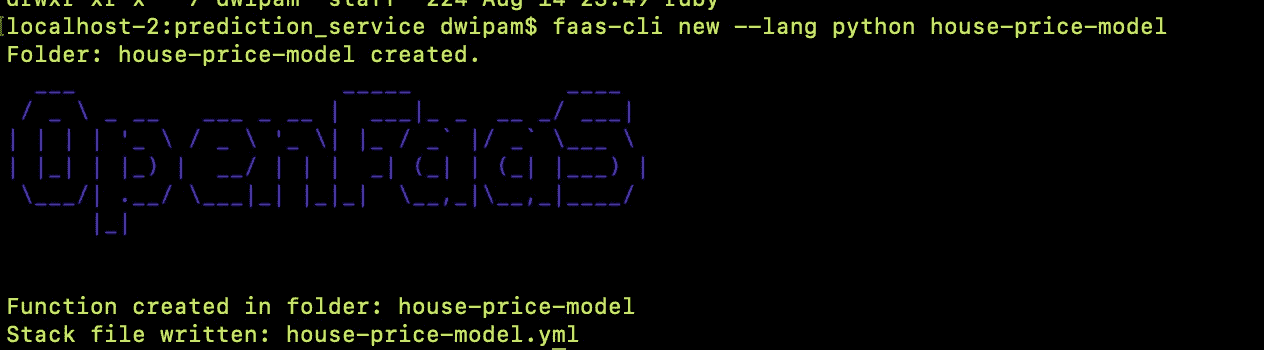 drwxr-xr-x 7 dwipam staff 224 Aug 14 23:49 ruby
localhost-2:prediction_service dwipam$ faas-cli new --lang python house-price-model
Folder: house-price-model created.
OpenFaaS
Function created in folder: house-price-model
Stack file written: house-price-model.yml